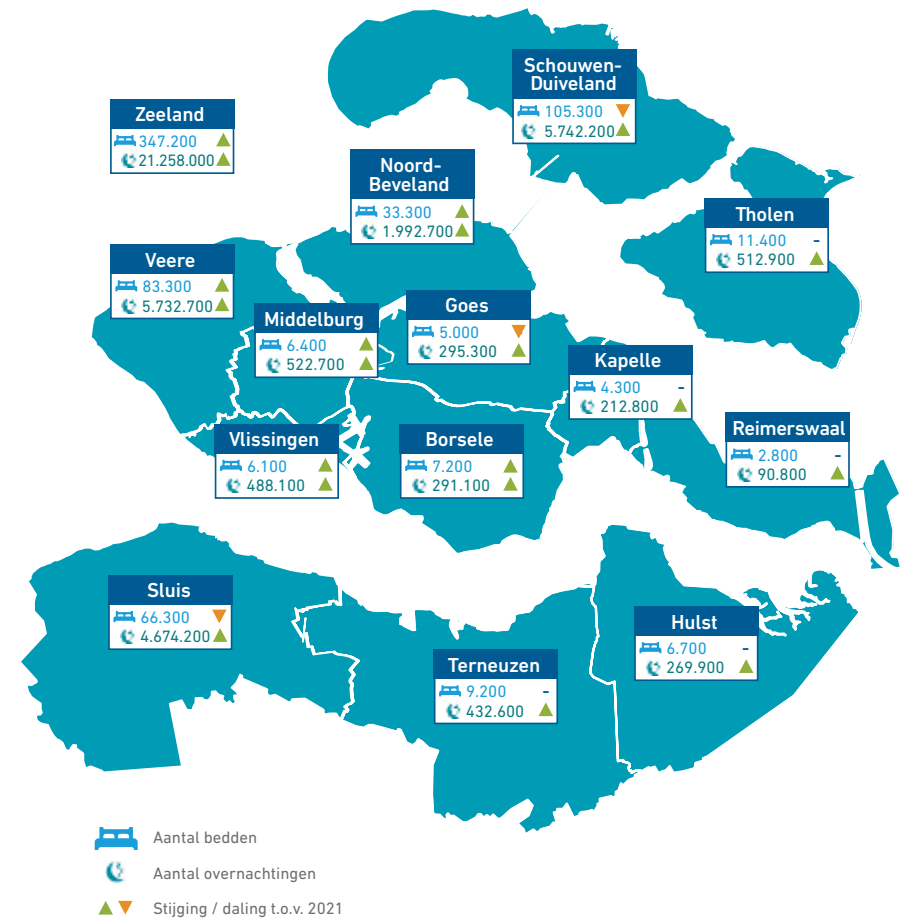 Schouwen-
Duiveland
105.300
5.742.200
Zeeland
347.200
21.258.000
Noord-
Beveland
33.300
1.992.700
Tholen
11.400 -
512.900
Veere
83.300
5.732.700
Middelburg
6.400
522.700
Goes
5.000
295.300
Kapelle
4.300 -
212.800
Vlissingen
6.100
488.100
Borsele
7.200
291.100
Reimerswaal
2.800 -
90.800
Sluis
66.300
4.674.200
Terneuzen
9.200 -
432.600
Hulst
6.700 -
269.900
Aantal bedden
Aantal overnachtingen
Stijging / daling t.o.v. 2021